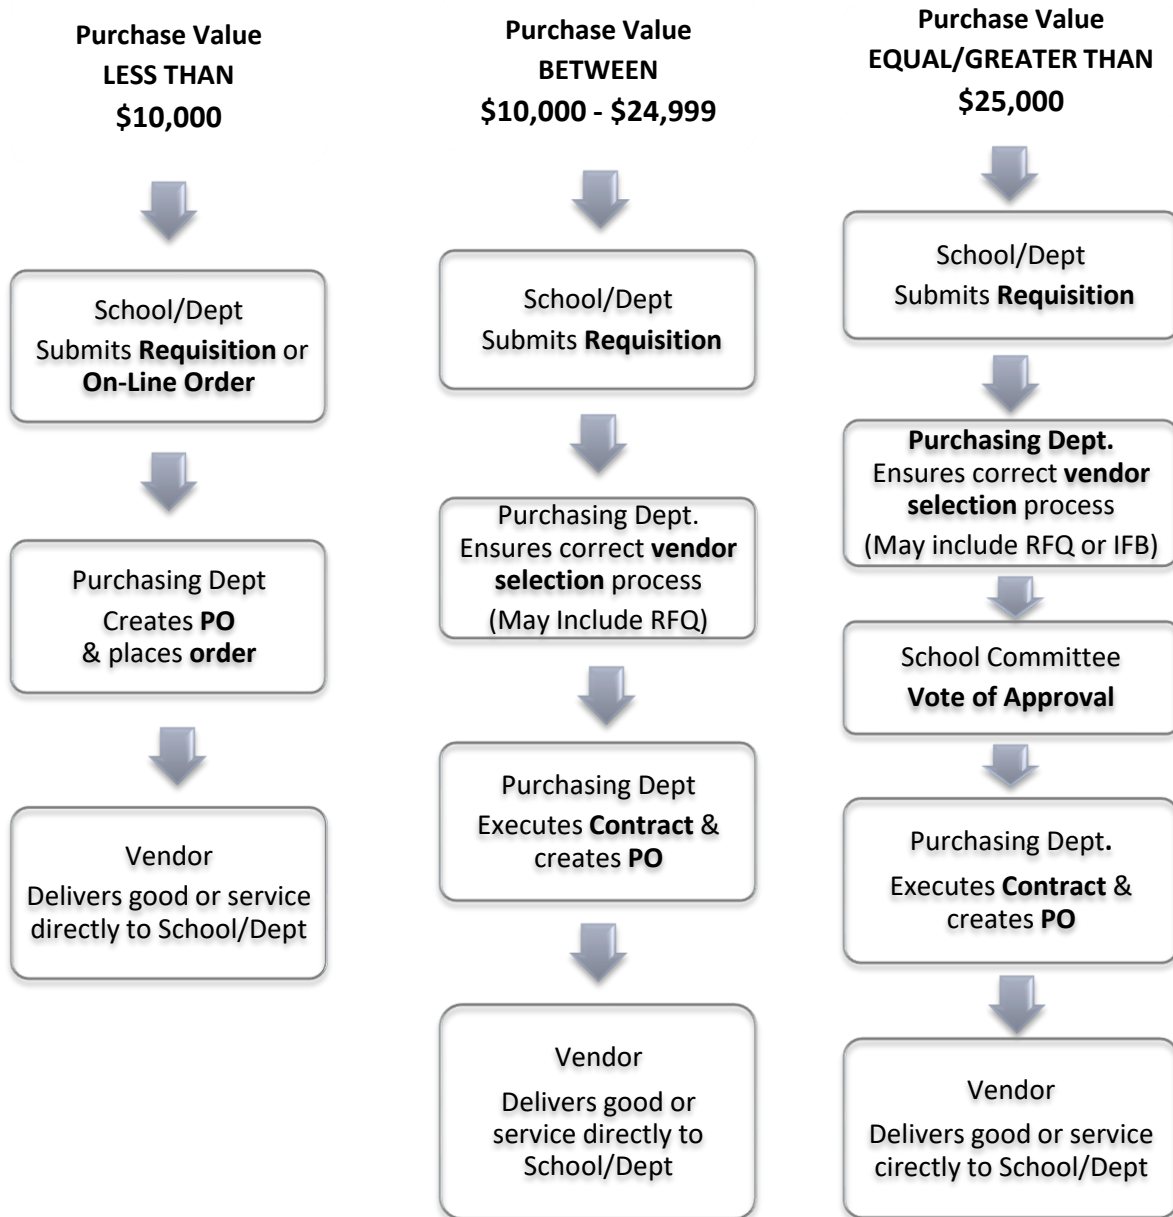 Purchase Value
LESS THAN
$10,000
School/Dept
Submits Requisition or
On-Line Order
Purchasing Dept
Creates PO
& places order
Vendor
Delivers good or service
directly to School/Dept
Purchase Value
BETWEEN
$10,000 - $24,999
School/Dept
Submits Requisition
Purchasing Dept.
Ensures correct vendor
selection process
(May Include RFQ)
Purchasing Dept
Executes Contract &
creates PO
Vendor
Delivers good or
service directly to
School/Dept
Purchase Value
EQUAL/GREATER THAN
$25,000
School/Dept
Submits Requisition
Purchasing Dept.
Ensures correct vendor
selection process
(May include RFQ or IFB)
School Committee
Vote of Approval
Purchasing Dept.
Executes Contract &
creates PO
Vendor
Delivers good or service
cirectly to School/Dept